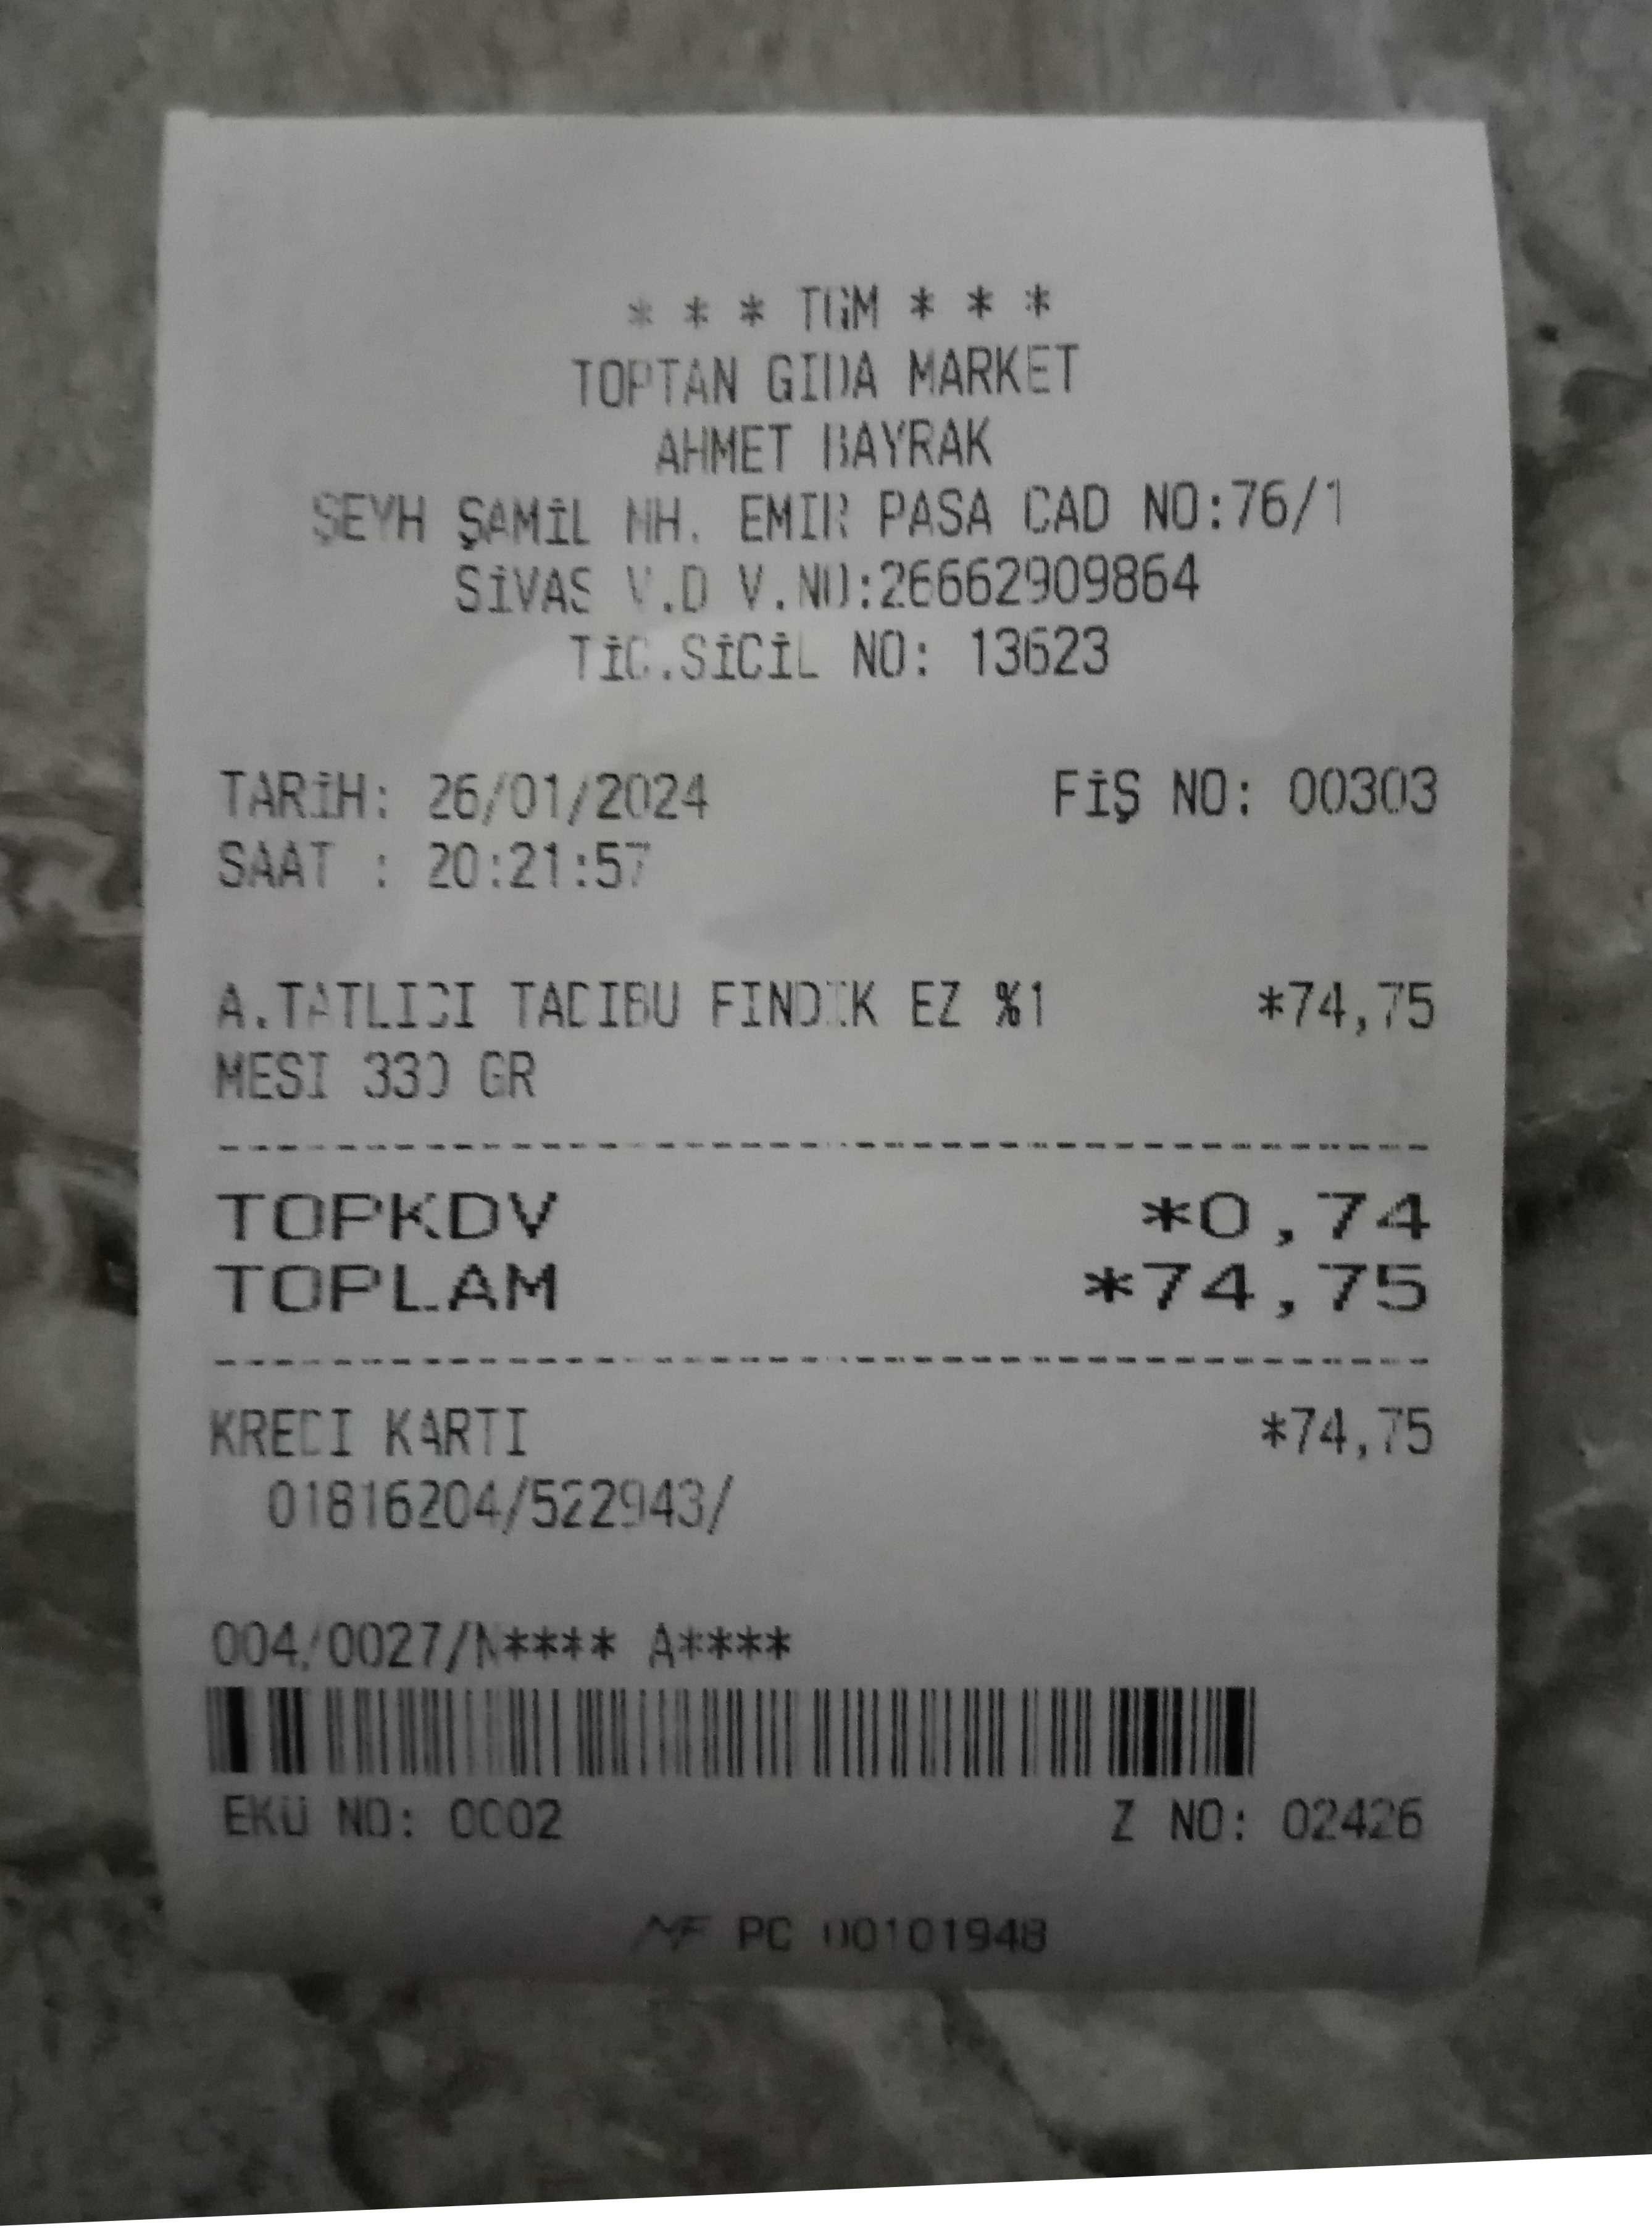 * * * TGM * * *
TOPTAN GIDA MARKET
AHMET BAYRAK
ŞEYH ŞAMİL MH. EMIR PASA CAD NO:76/1
SİVAS V.D V.NO:26662909864
TİC.SİCİL NO: 13623
TARİH: 26/01/2024 FİŞ NO: 00303
SAAT : 20:21:57
A.TATLICI TADIBU FINDIK EZ %1 *74,75
MESI 330 GR
TOPKDV *0,74
TOPLAM *74,75
KREDI KARTI *74,75
01816204/522943/
004/0027/N**** A****
EKÜ NO: 0002 Z NO: 02426
MF PC 00101948